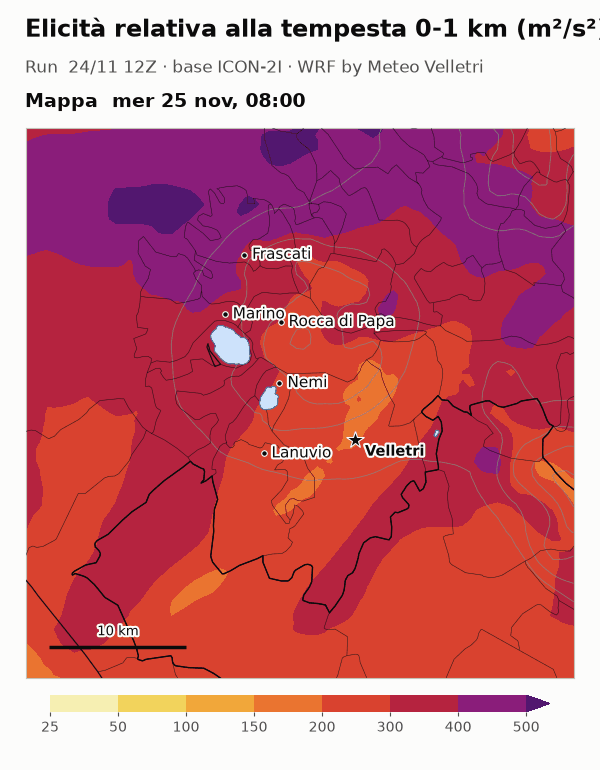 Elicità relativa alla tempesta 0-1 km (m²/s²)
Run 24/11 12Z · base ICON-2I · WRF by Meteo Velletri
Mappa mer 25 nov, 08:00
Frascati
Marino
Rocca di Papa
Nemi
Velletri
Lanuvio
10 km
25 50 100 150 200 300 400 500